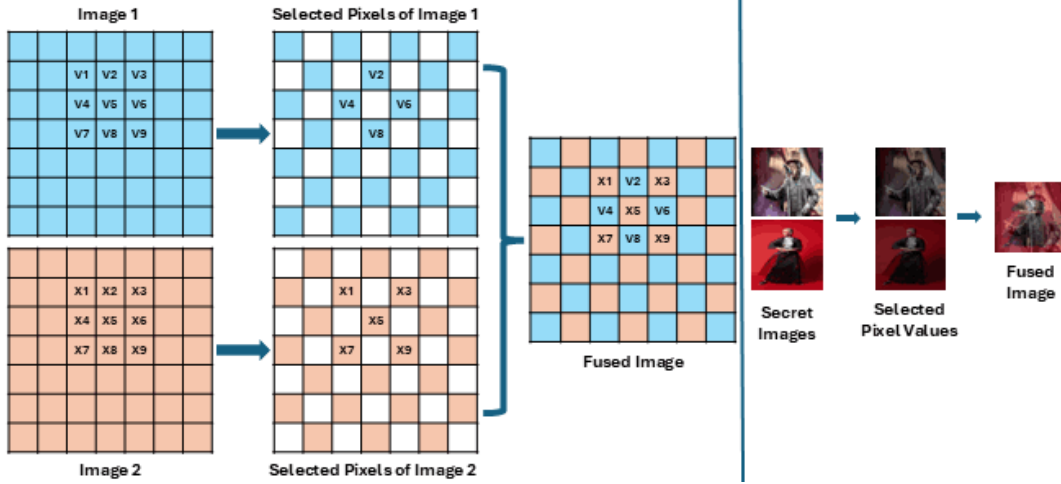 Image 1
V1 V2 V3
V4 V5 V6
V7 V8 V9
Selected Pixels of Image 1
V2
V4 V6
V8
X1 X2 X3
X4 X5 X6
X7 X8 X9
Image 2
X1 X3
X5
X7 X9
Selected Pixels of Image 2
X1 V2 X3
V4 X5 V6
X7 V8 X9
Fused Image
Secret
Images
Selected
Pixel Values
Fused
Image